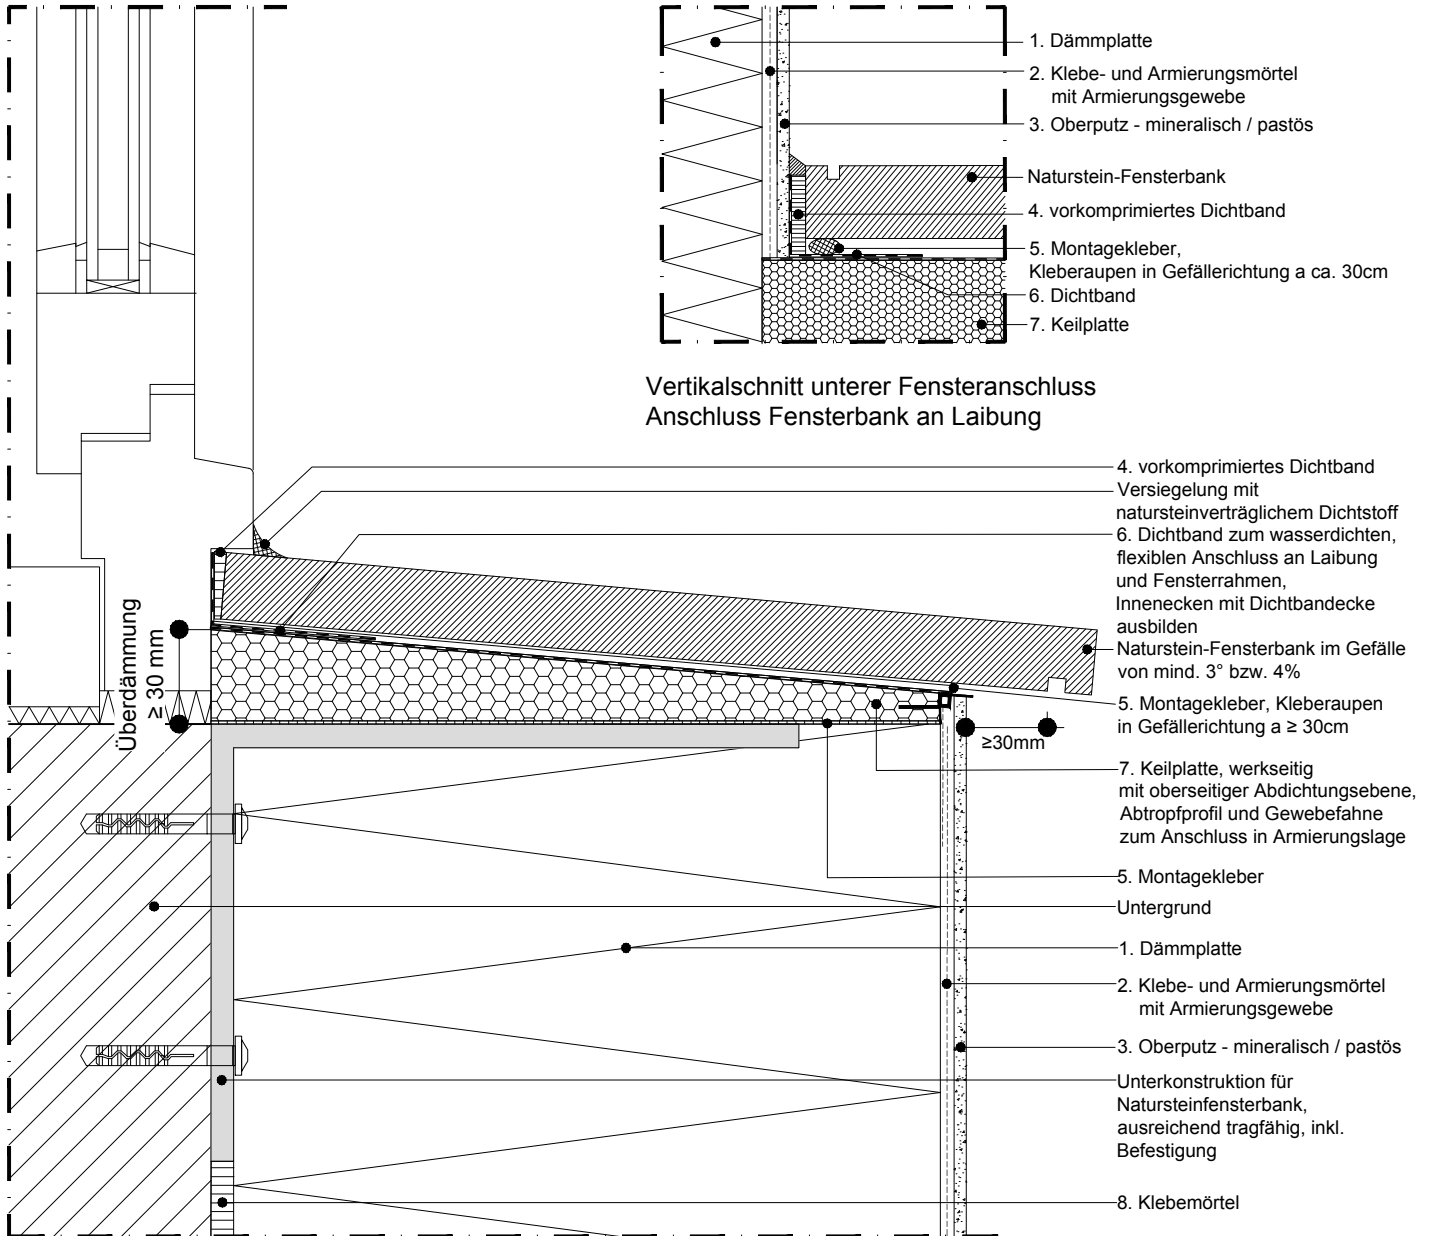 1. Dämmplatte
2. Klebe- und Armierungsmörtel
mit Armierungsgewebe
3. Oberputz - mineralisch / pastös
Naturstein-Fensterbank
4. vorkomprimiertes Dichtband
5. Montagekleber,
Kleberaupen in Gefällerichtung a ca. 30cm
6. Dichtband
7. Keilplatte
Vertikalschnitt unterer Fensteranschluss
Anschluss Fensterbank an Laibung
4. vorkomprimiertes Dichtband
Versiegelung mit
natursteinverträglichem Dichtstoff
6. Dichtband zum wasserdichten,
flexiblen Anschluss an Laibung
und Fensterrahmen,
Innenecken mit Dichtbandecke
ausbilden
Naturstein-Fensterbank im Gefälle
von mind. 3° bzw. 4%
5. Montagekleber, Kleberaupen
in Gefällerichtung a ≥ 30cm
Überdämmung
≥ 30 mm
≥30mm
7. Keilplatte, werkseitig
mit oberseitiger Abdichtungsebene,
Abtropfprofil und Gewebefahne
zum Anschluss in Armierungslage
5. Montagekleber
Untergrund
1. Dämmplatte
2. Klebe- und Armierungsmörtel
mit Armierungsgewebe
3. Oberputz - mineralisch / pastös
Unterkonstruktion für
Natursteinfensterbank,
ausreichend tragfähig, inkl.
Befestigung
8. Klebemörtel